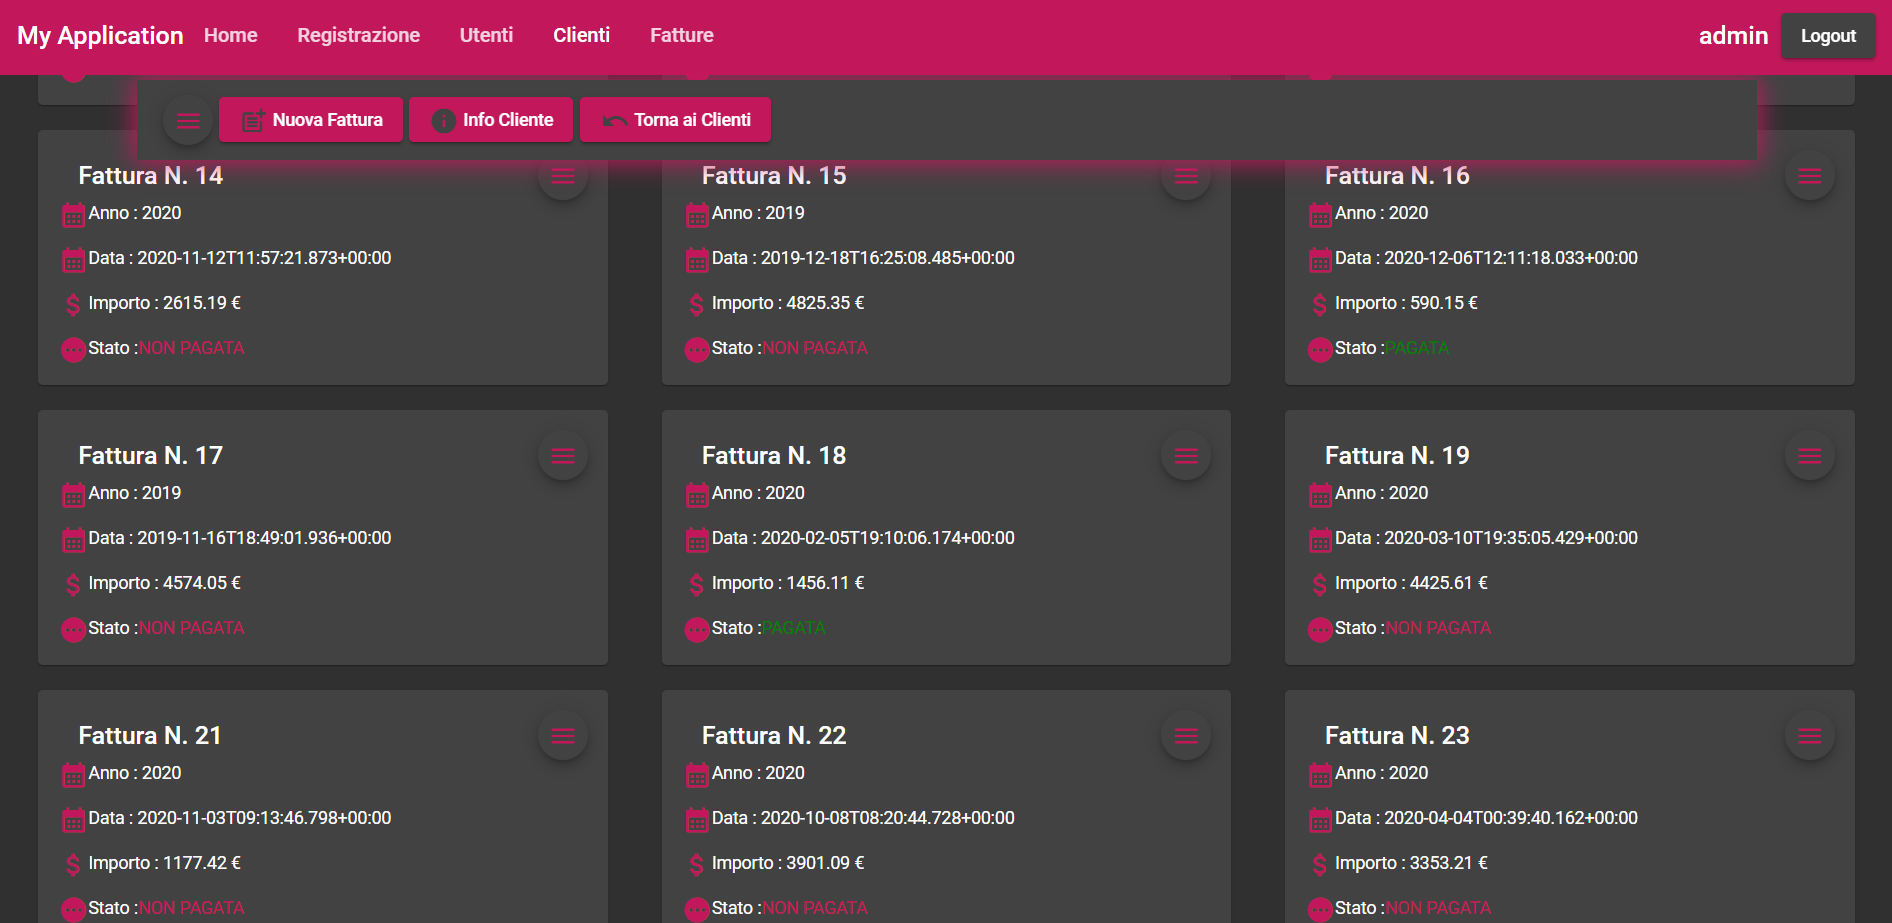 My Application Home Registrazione Utenti Clienti Fatture admin Logout
Nuova Fattura Info Cliente Torna ai Clienti
Fattura N. 14
Anno : 2020
Data : 2020-11-12T11:57:21.873+00:00
Importo : 2615.19 €
Stato :NON PAGATA
Fattura N. 15
Anno : 2019
Data : 2019-12-18T16:25:08.485+00:00
Importo : 4825.35 €
Stato :NON PAGATA
Fattura N. 16
Anno : 2020
Data : 2020-12-06T12:11:18.033+00:00
Importo : 590.15 €
Stato :PAGATA
Fattura N. 17
Anno : 2019
Data : 2019-11-16T18:49:01.936+00:00
Importo : 4574.05 €
Stato :NON PAGATA
Fattura N. 18
Anno : 2020
Data : 2020-02-05T19:10:06.174+00:00
Importo : 1456.11 €
Stato :PAGATA
Fattura N. 19
Anno : 2020
Data : 2020-03-10T19:35:05.429+00:00
Importo : 4425.61 €
Stato :NON PAGATA
Fattura N. 21
Anno : 2020
Data : 2020-11-03T09:13:46.798+00:00
Importo : 1177.42 €
Stato :NON PAGATA
Fattura N. 22
Anno : 2020
Data : 2020-10-08T08:20:44.728+00:00
Importo : 3901.09 €
Stato :NON PAGATA
Fattura N. 23
Anno : 2020
Data : 2020-04-04T00:39:40.162+00:00
Importo : 3353.21 €
Stato :NON PAGATA